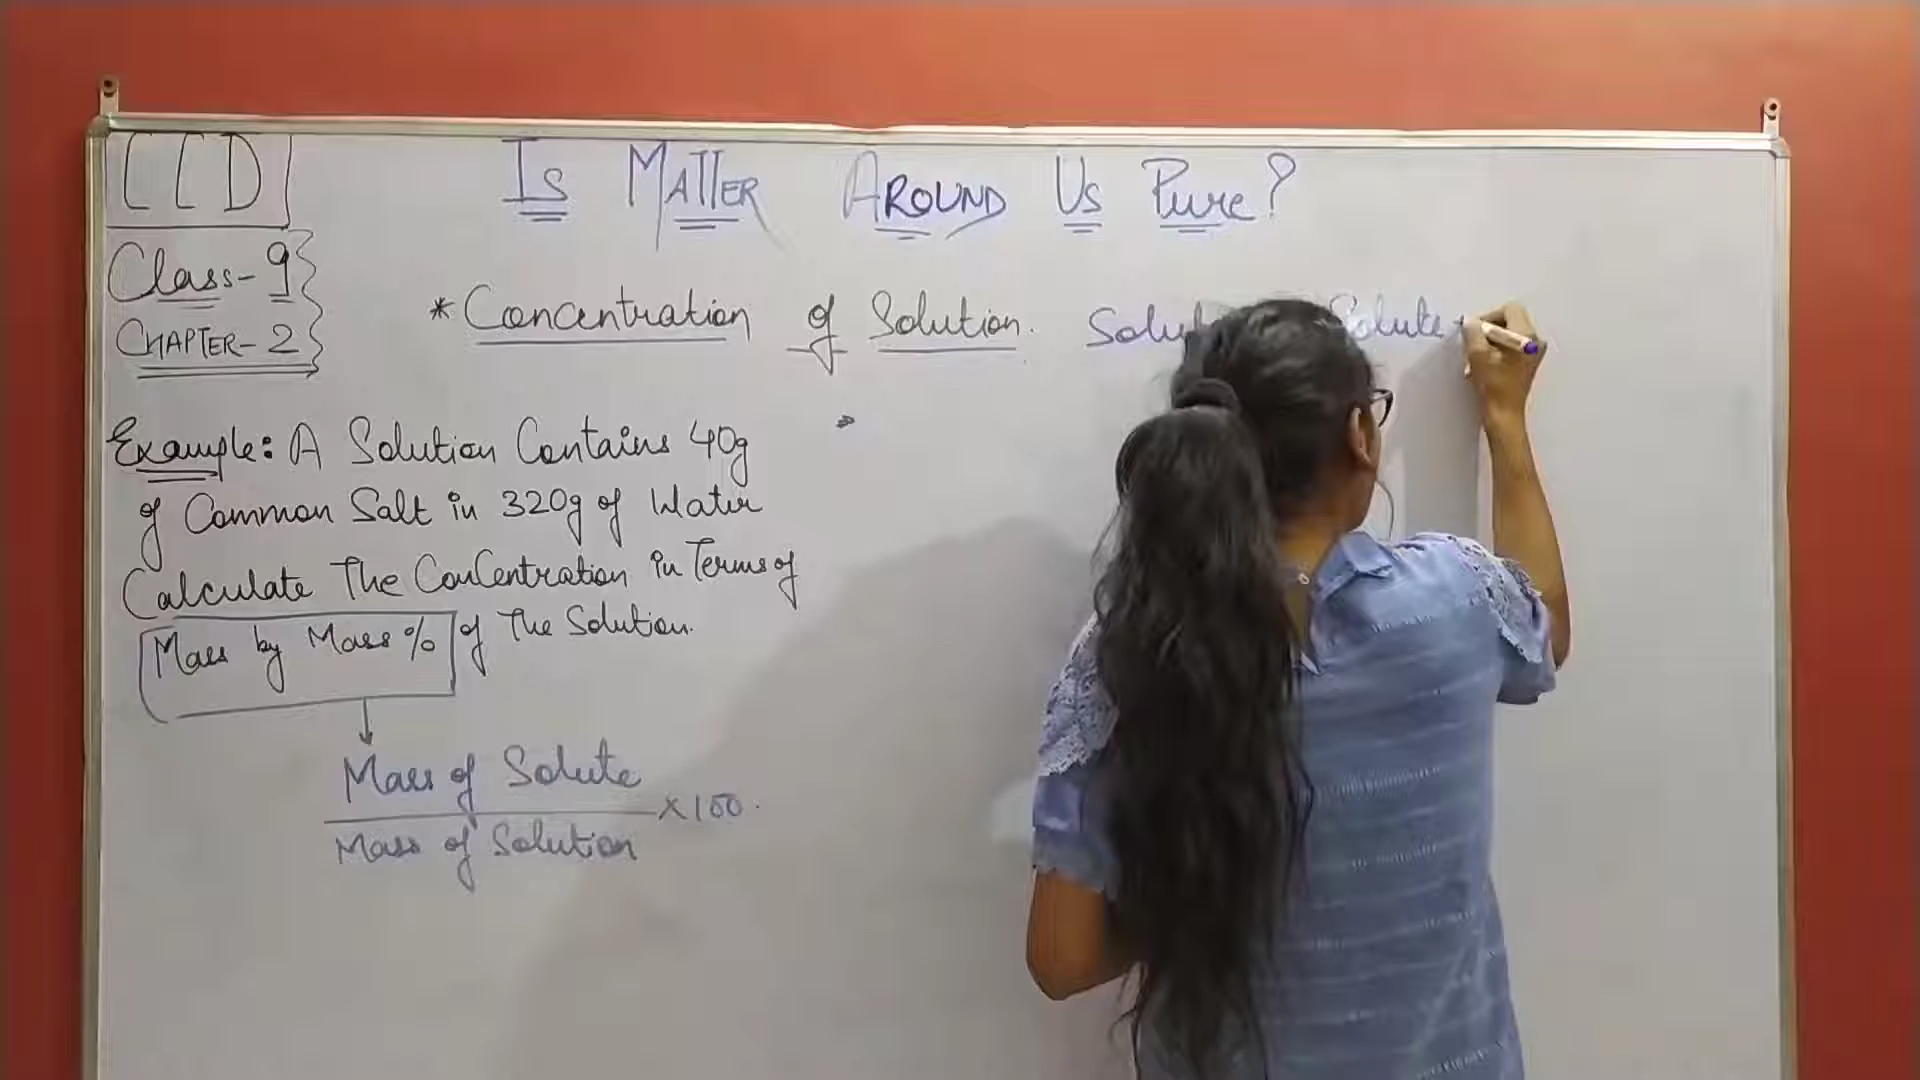 CCD
Is MATTER AROUND Us Pure?
Class-9
CHAPTER-2
*Concentration of Solution. Solute +
Example: A Solution Contains 40g
of Common Salt in 320g of Water
Calculate The Concentration in Terms of
Mass by Mass % of The Solution.
Mass of Solute
Mass of Solution
×100.